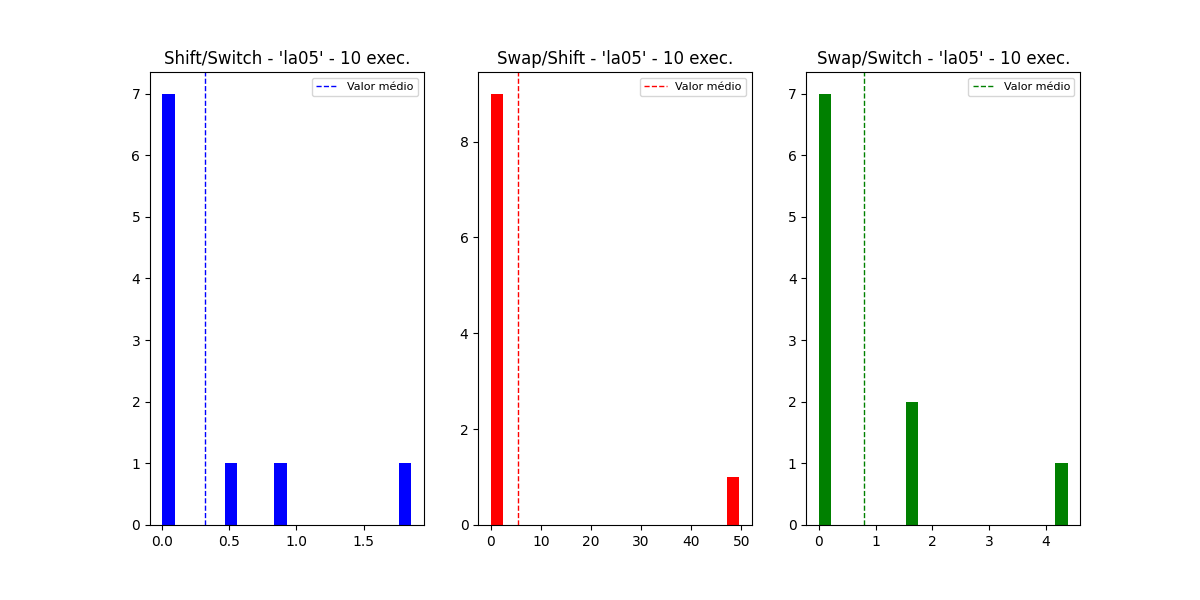 Shift/Switch - 'la05' - 10 exec.
Valor médio
7
6
5
4
3
2
1
0
0.0 0.5 1.0 1.5
Swap/Shift - 'la05' - 10 exec.
Valor médio
8
6
4
2
0
0 10 20 30 40 50
Swap/Switch - 'la05' - 10 exec.
Valor médio
7
6
5
4
3
2
1
0
0 1 2 3 4